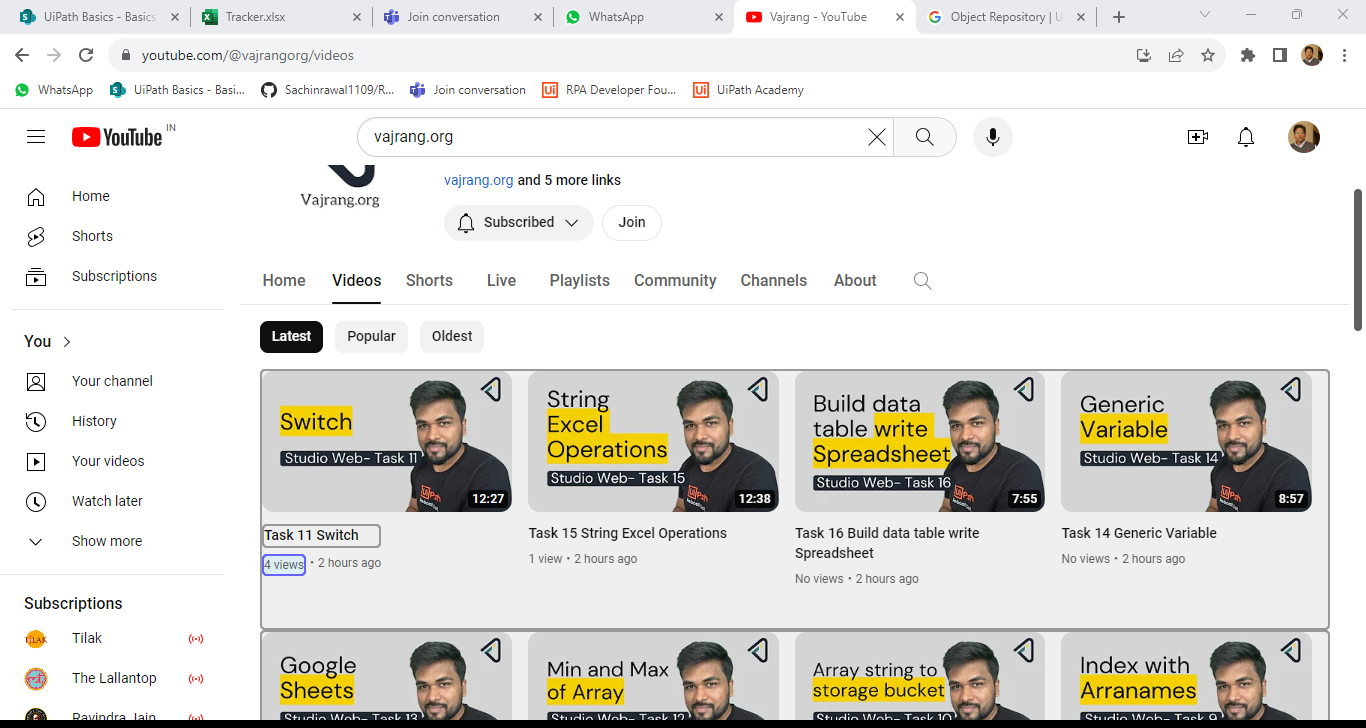 UiPath Basics - Basics
Tracker.xlsx
Join conversation
WhatsApp
Vajrang - YouTube
Object Repository | U
youtube.com/@vajrangorg/videos
WhatsApp
UiPath Basics - Basi...
Sachinrawal1109/R...
Join conversation
RPA Developer Fou...
UiPath Academy
YouTube IN
vajrang.org
Home
Shorts
Subscriptions
You
Your channel
History
Your videos
Watch later
Show more
Subscriptions
Tilak
The Lallantop
Ravindra Jain
Vajrang.org
vajrang.org and 5 more links
Subscribed
Join
Home
Videos
Shorts
Live
Playlists
Community
Channels
About
Latest
Popular
Oldest
Switch
Studio Web- Task 11
12:27
Task 11 Switch
4 views • 2 hours ago
String
Excel
Operations
Studio Web- Task 15
12:38
Task 15 String Excel Operations
1 view • 2 hours ago
Build data
table write
Spreadsheet
Studio Web- Task 16
7:55
Task 16 Build data table write
Spreadsheet
No views • 2 hours ago
Generic
Variable
Studio Web- Task 14
8:57
Task 14 Generic Variable
No views • 2 hours ago
Google
Sheets
Studio Web- Task 13
Min and Max
of Array
Studio Web- Task 12
Array string to
storage bucket
Studio Web- Task 10
Index with
Arranames
Studio Web- Task 9